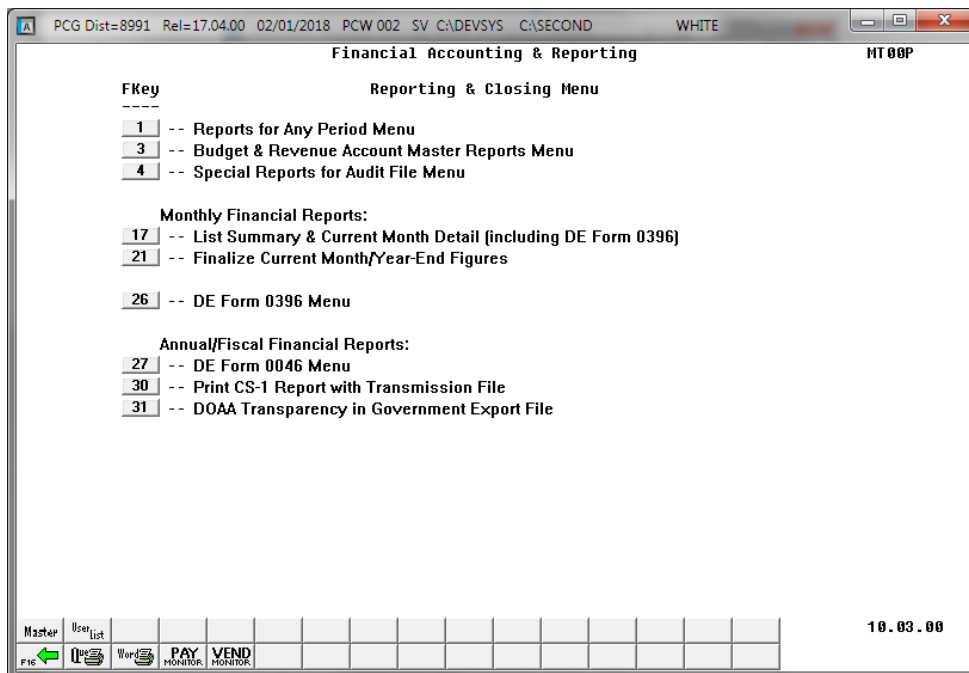 A PCG Dist=8991 Rel=17.04.00 02/01/2018 PCW 002 SV C:\DEVSYS C:\SECOND WHITE
Financial Accounting & Reporting MT00P
FKey Reporting & Closing Menu
----
1 -- Reports for Any Period Menu
3 -- Budget & Revenue Account Master Reports Menu
4 -- Special Reports for Audit File Menu
Monthly Financial Reports:
17 -- List Summary & Current Month Detail (including DE Form 0396)
21 -- Finalize Current Month/Year-End Figures
26 -- DE Form 0396 Menu
Annual/Fiscal Financial Reports:
27 -- DE Form 0046 Menu
30 -- Print CS-1 Report with Transmission File
31 -- DOAA Transparency in Government Export File
Master User List 10.03.00
F16 Que Word PAY MONITOR VEND MONITOR